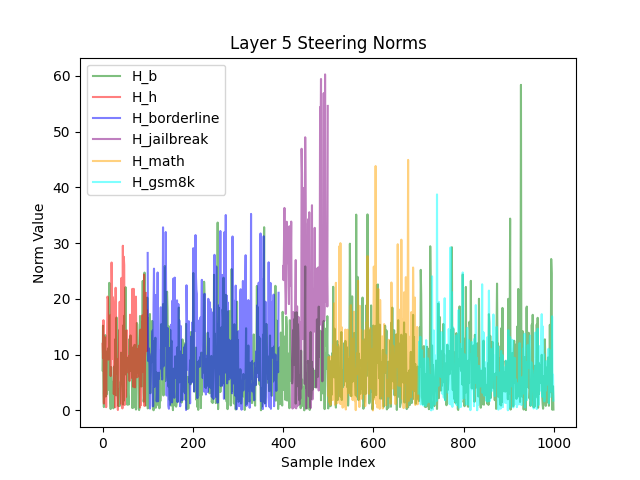 Layer 5 Steering Norms
H_b
H_h
H_borderline
H_jailbreak
H_math
H_gsm8k
Norm Value
60
50
40
30
20
10
0
0 200 400 600 800 1000
Sample Index